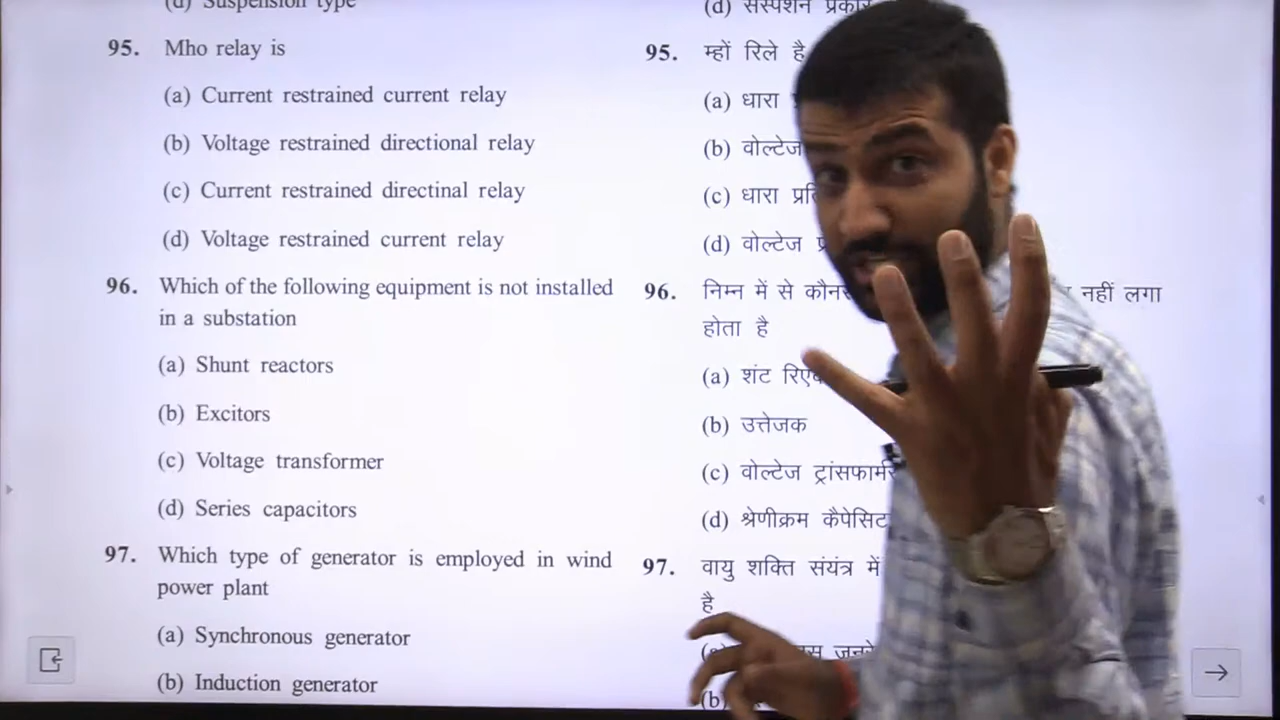 (d) Suspension type
95. Mho relay is
(a) Current restrained current relay
(b) Voltage restrained directional relay
(c) Current restrained directinal relay
(d) Voltage restrained current relay
96. Which of the following equipment is not installed
in a substation
(a) Shunt reactors
(b) Excitors
(c) Voltage transformer
(d) Series capacitors
97. Which type of generator is employed in wind
power plant
(a) Synchronous generator
(b) Induction generator
(d) सस्पेंशन प्रकार
95. म्हों रिले है
(a) धारा
(b) वोल्टेज
(c) धारा
(d) वोल्टेज
96. निम्न में से नहीं लगा
होता है
(a) शंट
(b) उत्तेजक
(c) वोल्टेज ट्रांसफार्मर
(d) श्रेणीक्रम
97. वायु शक्ति संयंत्र में
है
(b)